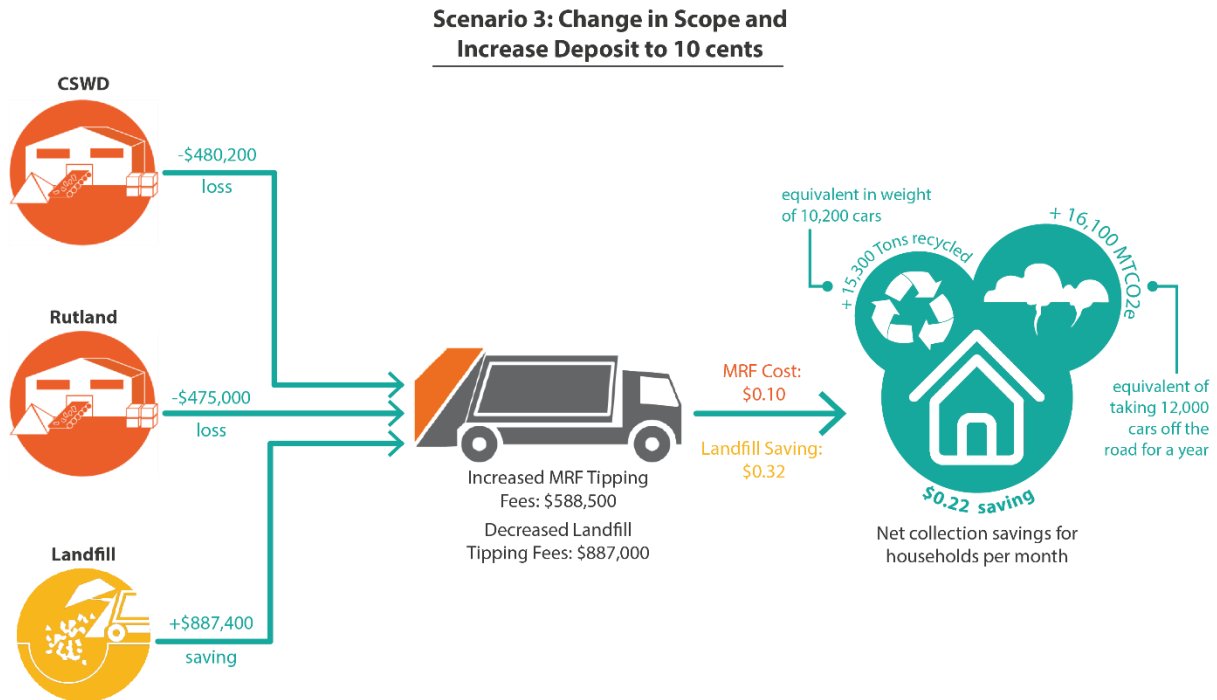 Scenario 3: Change in Scope and
Increase Deposit to 10 cents
CSWD
-$480,200
loss
Rutland
-$475,000
loss
Landfill
+$887,400
saving
Increased MRF Tipping
Fees: $588,500
Decreased Landfill
Tipping Fees: $887,000
MRF Cost:
$0.10
Landfill Saving:
$0.32
equivalent in weight
of 10,200 cars
+ 15,300 Tons recycled
+ 16,100 MTCO2e
equivalent of
taking 12,000
cars off the
road for a year
$0.22 saving
Net collection savings for
households per month